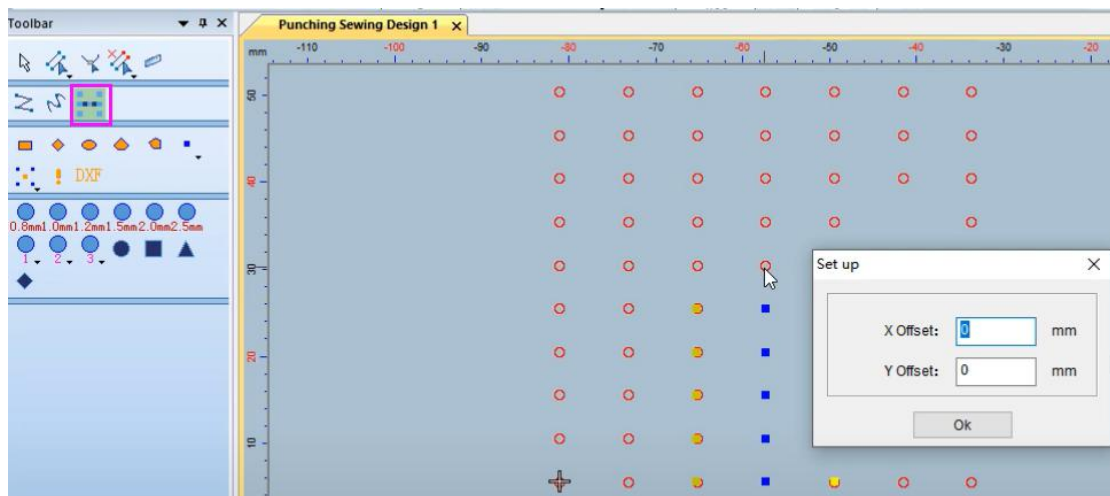 Toolbar
Punching Sewing Design 1
mm -110 -100 -90 -80 -70 -60 -50 -40 -30 -20
50
40
30
20
10
DXF
0.8mm 1.0mm 1.2mm 1.5mm 2.0mm 2.5mm
1 2 3
Set up
X Offset: 0 mm
Y Offset: 0 mm
Ok